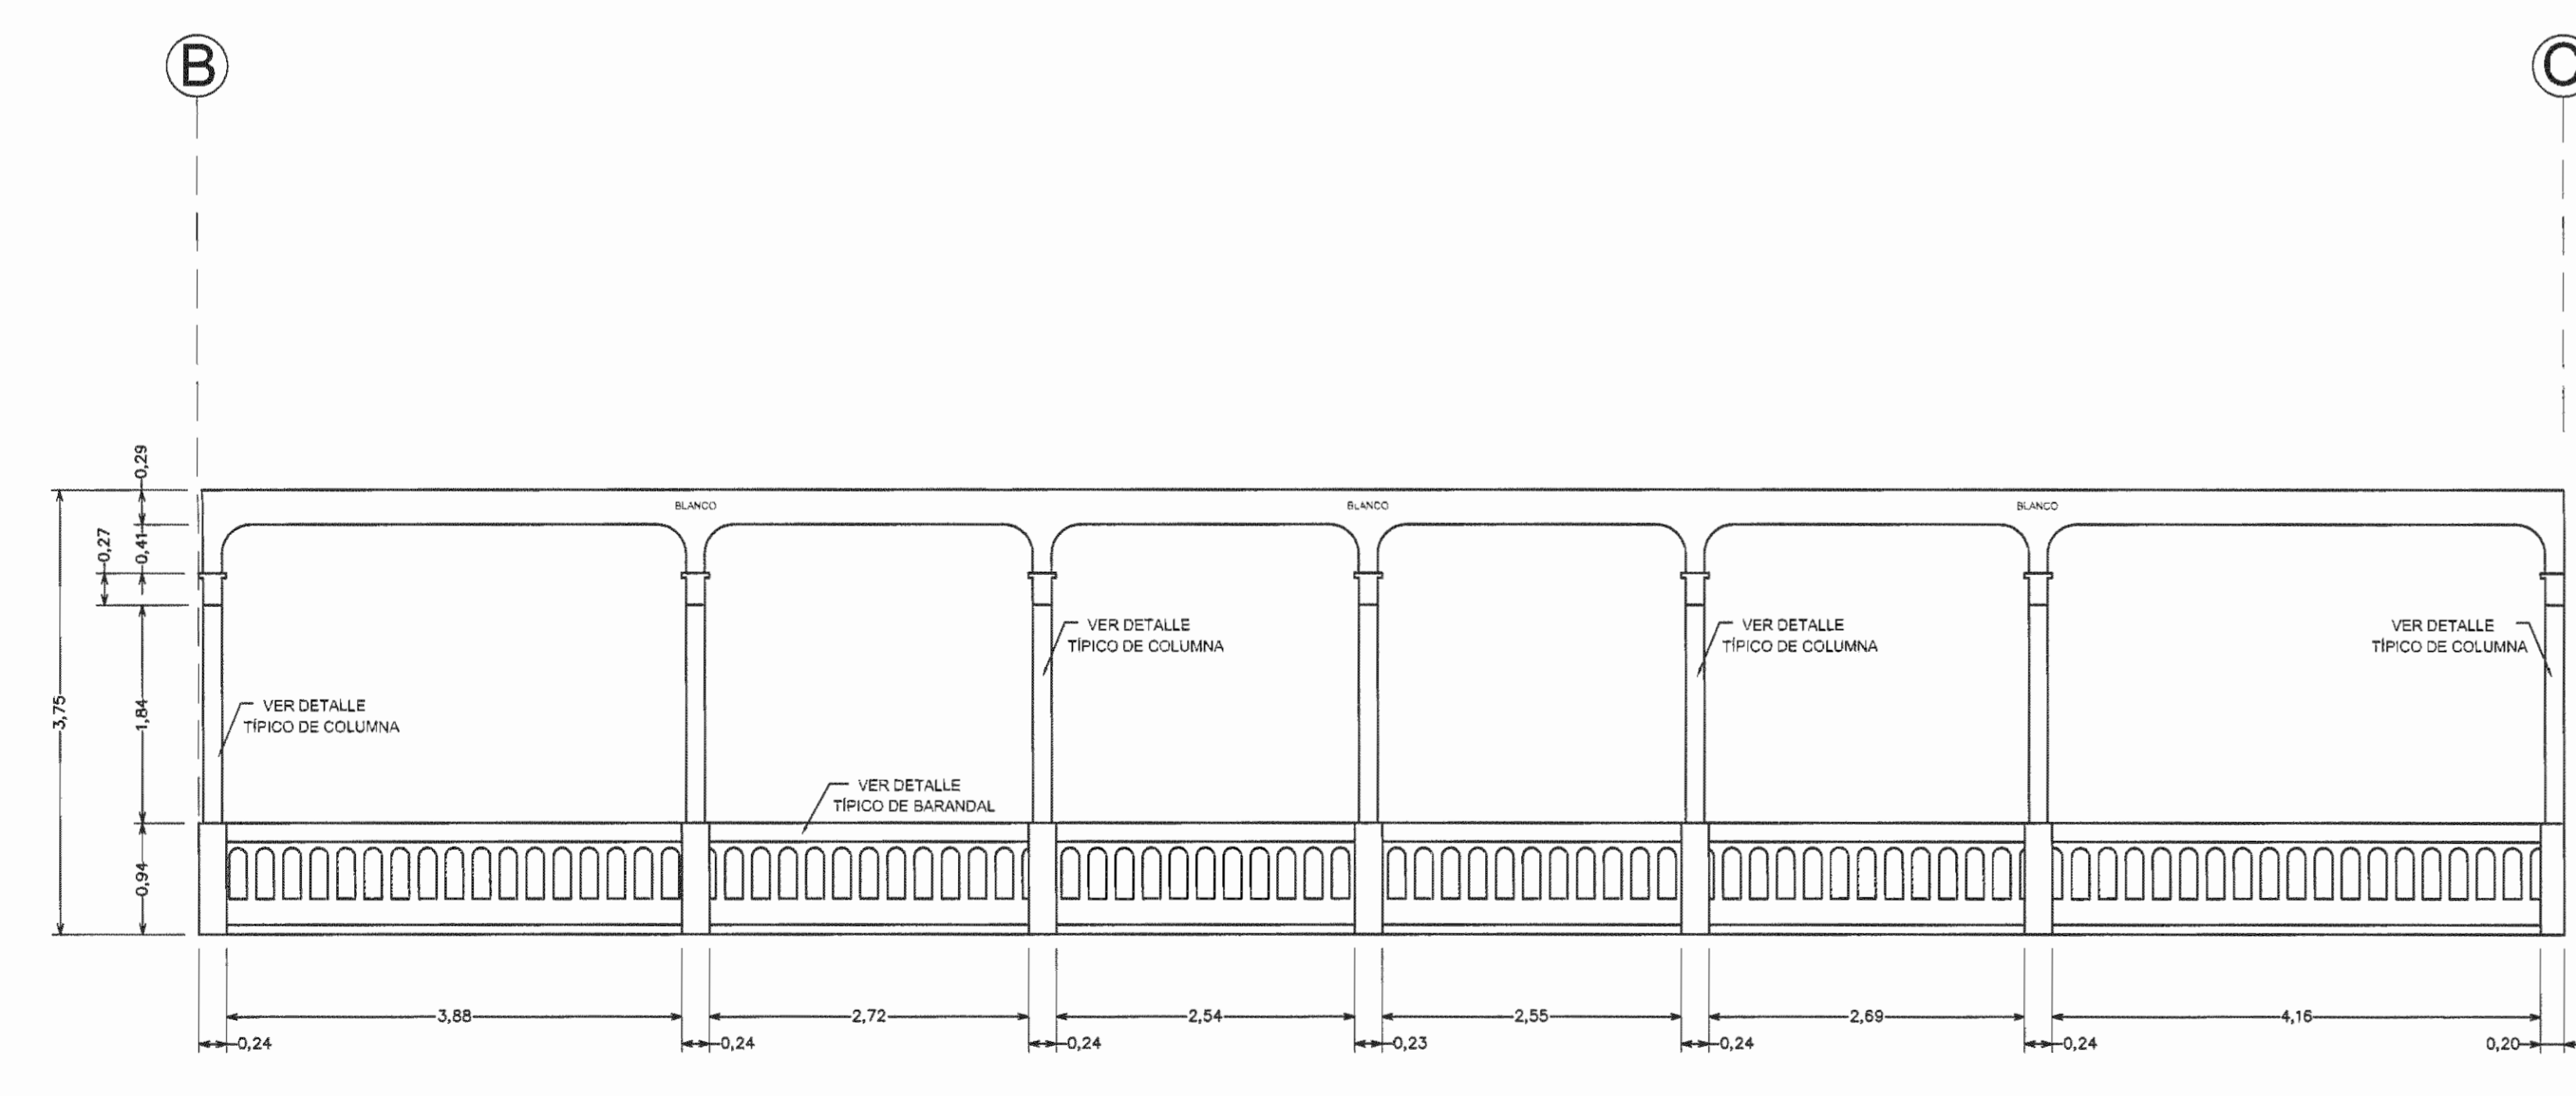 B
C
0,29
BLANCO
BLANCO
BLANCO
0,27
0,41
VER DETALLE
TÍPICO DE COLUMNA
VER DETALLE
TÍPICO DE COLUMNA
VER DETALLE
TÍPICO DE COLUMNA
3,75
1,84
VER DETALLE
TÍPICO DE COLUMNA
VER DETALLE
TÍPICO DE BARANDAL
0,94
3,88
2,72
2,54
2,55
2,69
4,16
0,24
0,24
0,24
0,23
0,24
0,24
0,20